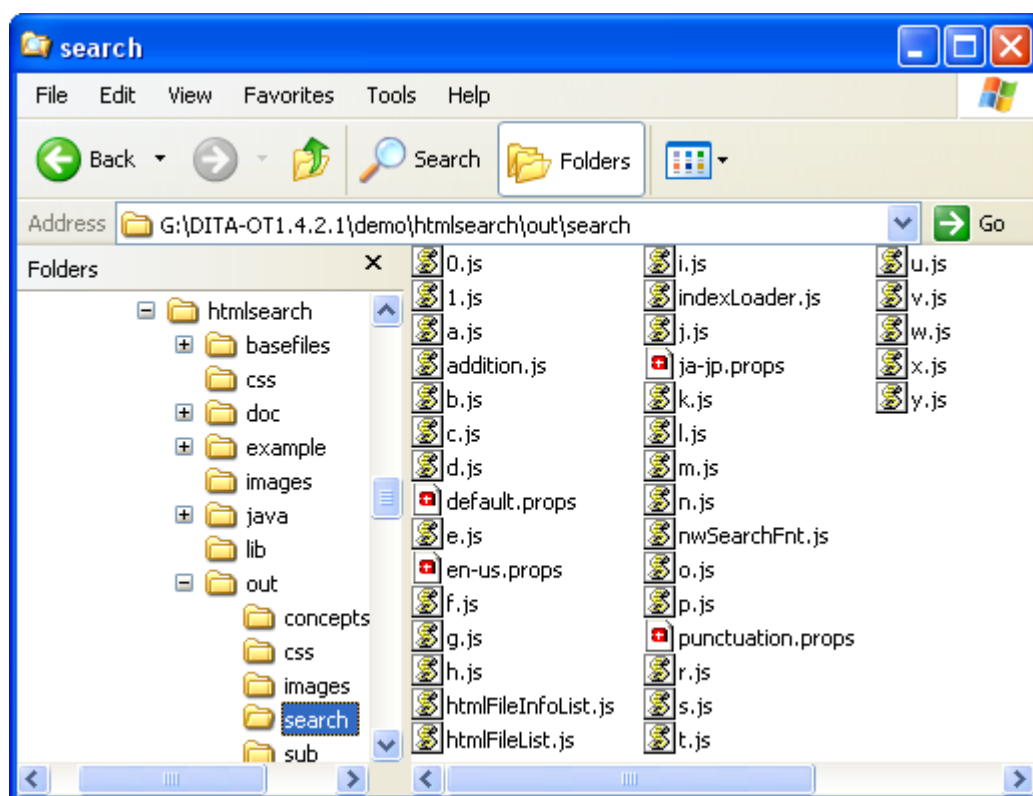 search
File Edit View Favorites Tools Help
Back Search Folders
Address G:\DITA-OT1.4.2.1\demo\htmlsearch\out\search Go
Folders
htmlsearch
basefiles
css
doc
example
images
java
lib
out
concepts
css
images
search
sub
0.js
1.js
a.js
addition.js
b.js
c.js
d.js
default.props
e.js
en-us.props
f.js
g.js
h.js
htmlFileInfoList.js
htmlFileList.js
i.js
indexLoader.js
j.js
ja-jp.props
k.js
l.js
m.js
n.js
nwSearchFnt.js
o.js
p.js
punctuation.props
r.js
s.js
t.js
u.js
v.js
w.js
x.js
y.js